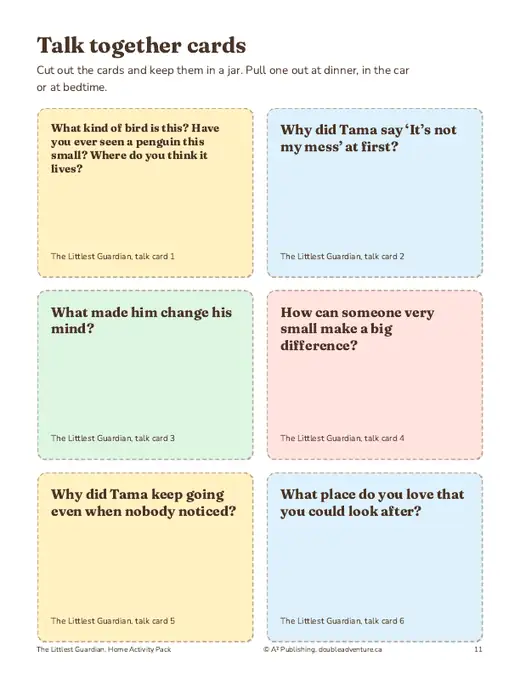 Talk together cards
Cut out the cards and keep them in a jar. Pull one out at dinner, in the car
or at bedtime.
What kind of bird is this? Have
you ever seen a penguin this
small? Where do you think it
lives?
The Littlest Guardian, talk card 1
Why did Tama say ‘It’s not
my mess’ at first?
The Littlest Guardian, talk card 2
What made him change his
mind?
The Littlest Guardian, talk card 3
How can someone very
small make a big
difference?
The Littlest Guardian, talk card 4
Why did Tama keep going
even when nobody noticed?
The Littlest Guardian, talk card 5
What place do you love that
you could look after?
The Littlest Guardian, talk card 6
The Littlest Guardian. Home Activity Pack
© A² Publishing. doubleadventure.ca
11